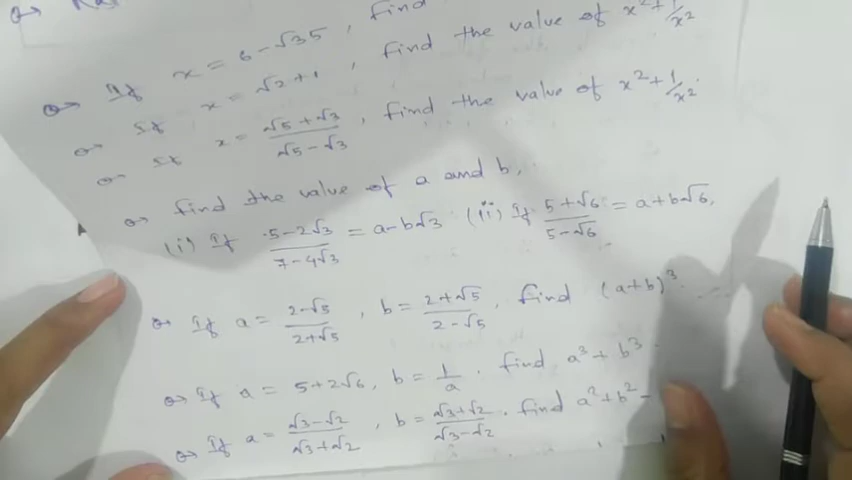 Q→ If x = 6-√35, find
Q→ If x = √2+1, find the value of x²+1/x²
Q→ If x = (√5+√3)/(√5-√3), find the value of x²+1/x².
Q→ find the value of a and b.
(i) If (5-2√3)/(7-4√3) = a-b√3 (ii) If (5+√6)/(5-√6) = a+b√6,
Q→ If a = (2-√5)/(2+√5), b = (2+√5)/(2-√5). find (a+b)³.
Q→ If a = 5+2√6, b = 1/a. find a³+b³.
Q→ If a = (√3-√2)/(√3+√2), b = (√3+√2)/(√3-√2). find a²+b²-